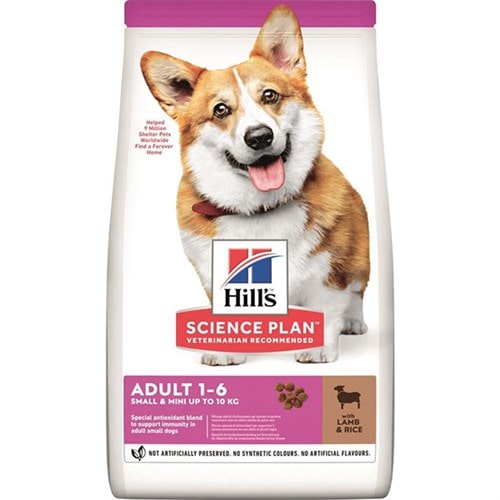 Helped
9 Million
Shelter Pets
Worldwide
Find a Forever
Home
Hill's
SCIENCE PLAN™
VETERINARIAN RECOMMENDED
ADULT 1-6
SMALL & MINI UP TO 10 KG
Special antioxidant blend
to support immunity in
adult small dogs
with
LAMB
& RICE
NOT ARTIFICIALLY PRESERVED. NO SYNTHETIC COLOURS. NO ARTIFICIAL FLAVOURS.